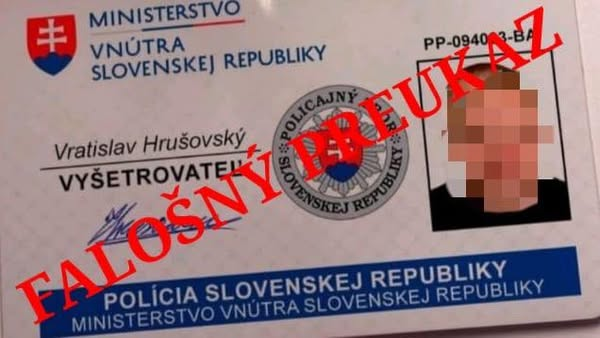 MINISTERSTVO
VNÚTRA
SLOVENSKEJ REPUBLIKY
Vratislav Hrušovský
VYŠETROVATEĽ
POLICAJNÝ
SLOVENSKEJ REPUBLIKY
FALOŠNÝ PREUKAZ
POLÍCIA SLOVENSKEJ REPUBLIKY
MINISTERSTVO VNÚTRA SLOVENSKEJ REPUBLIKY